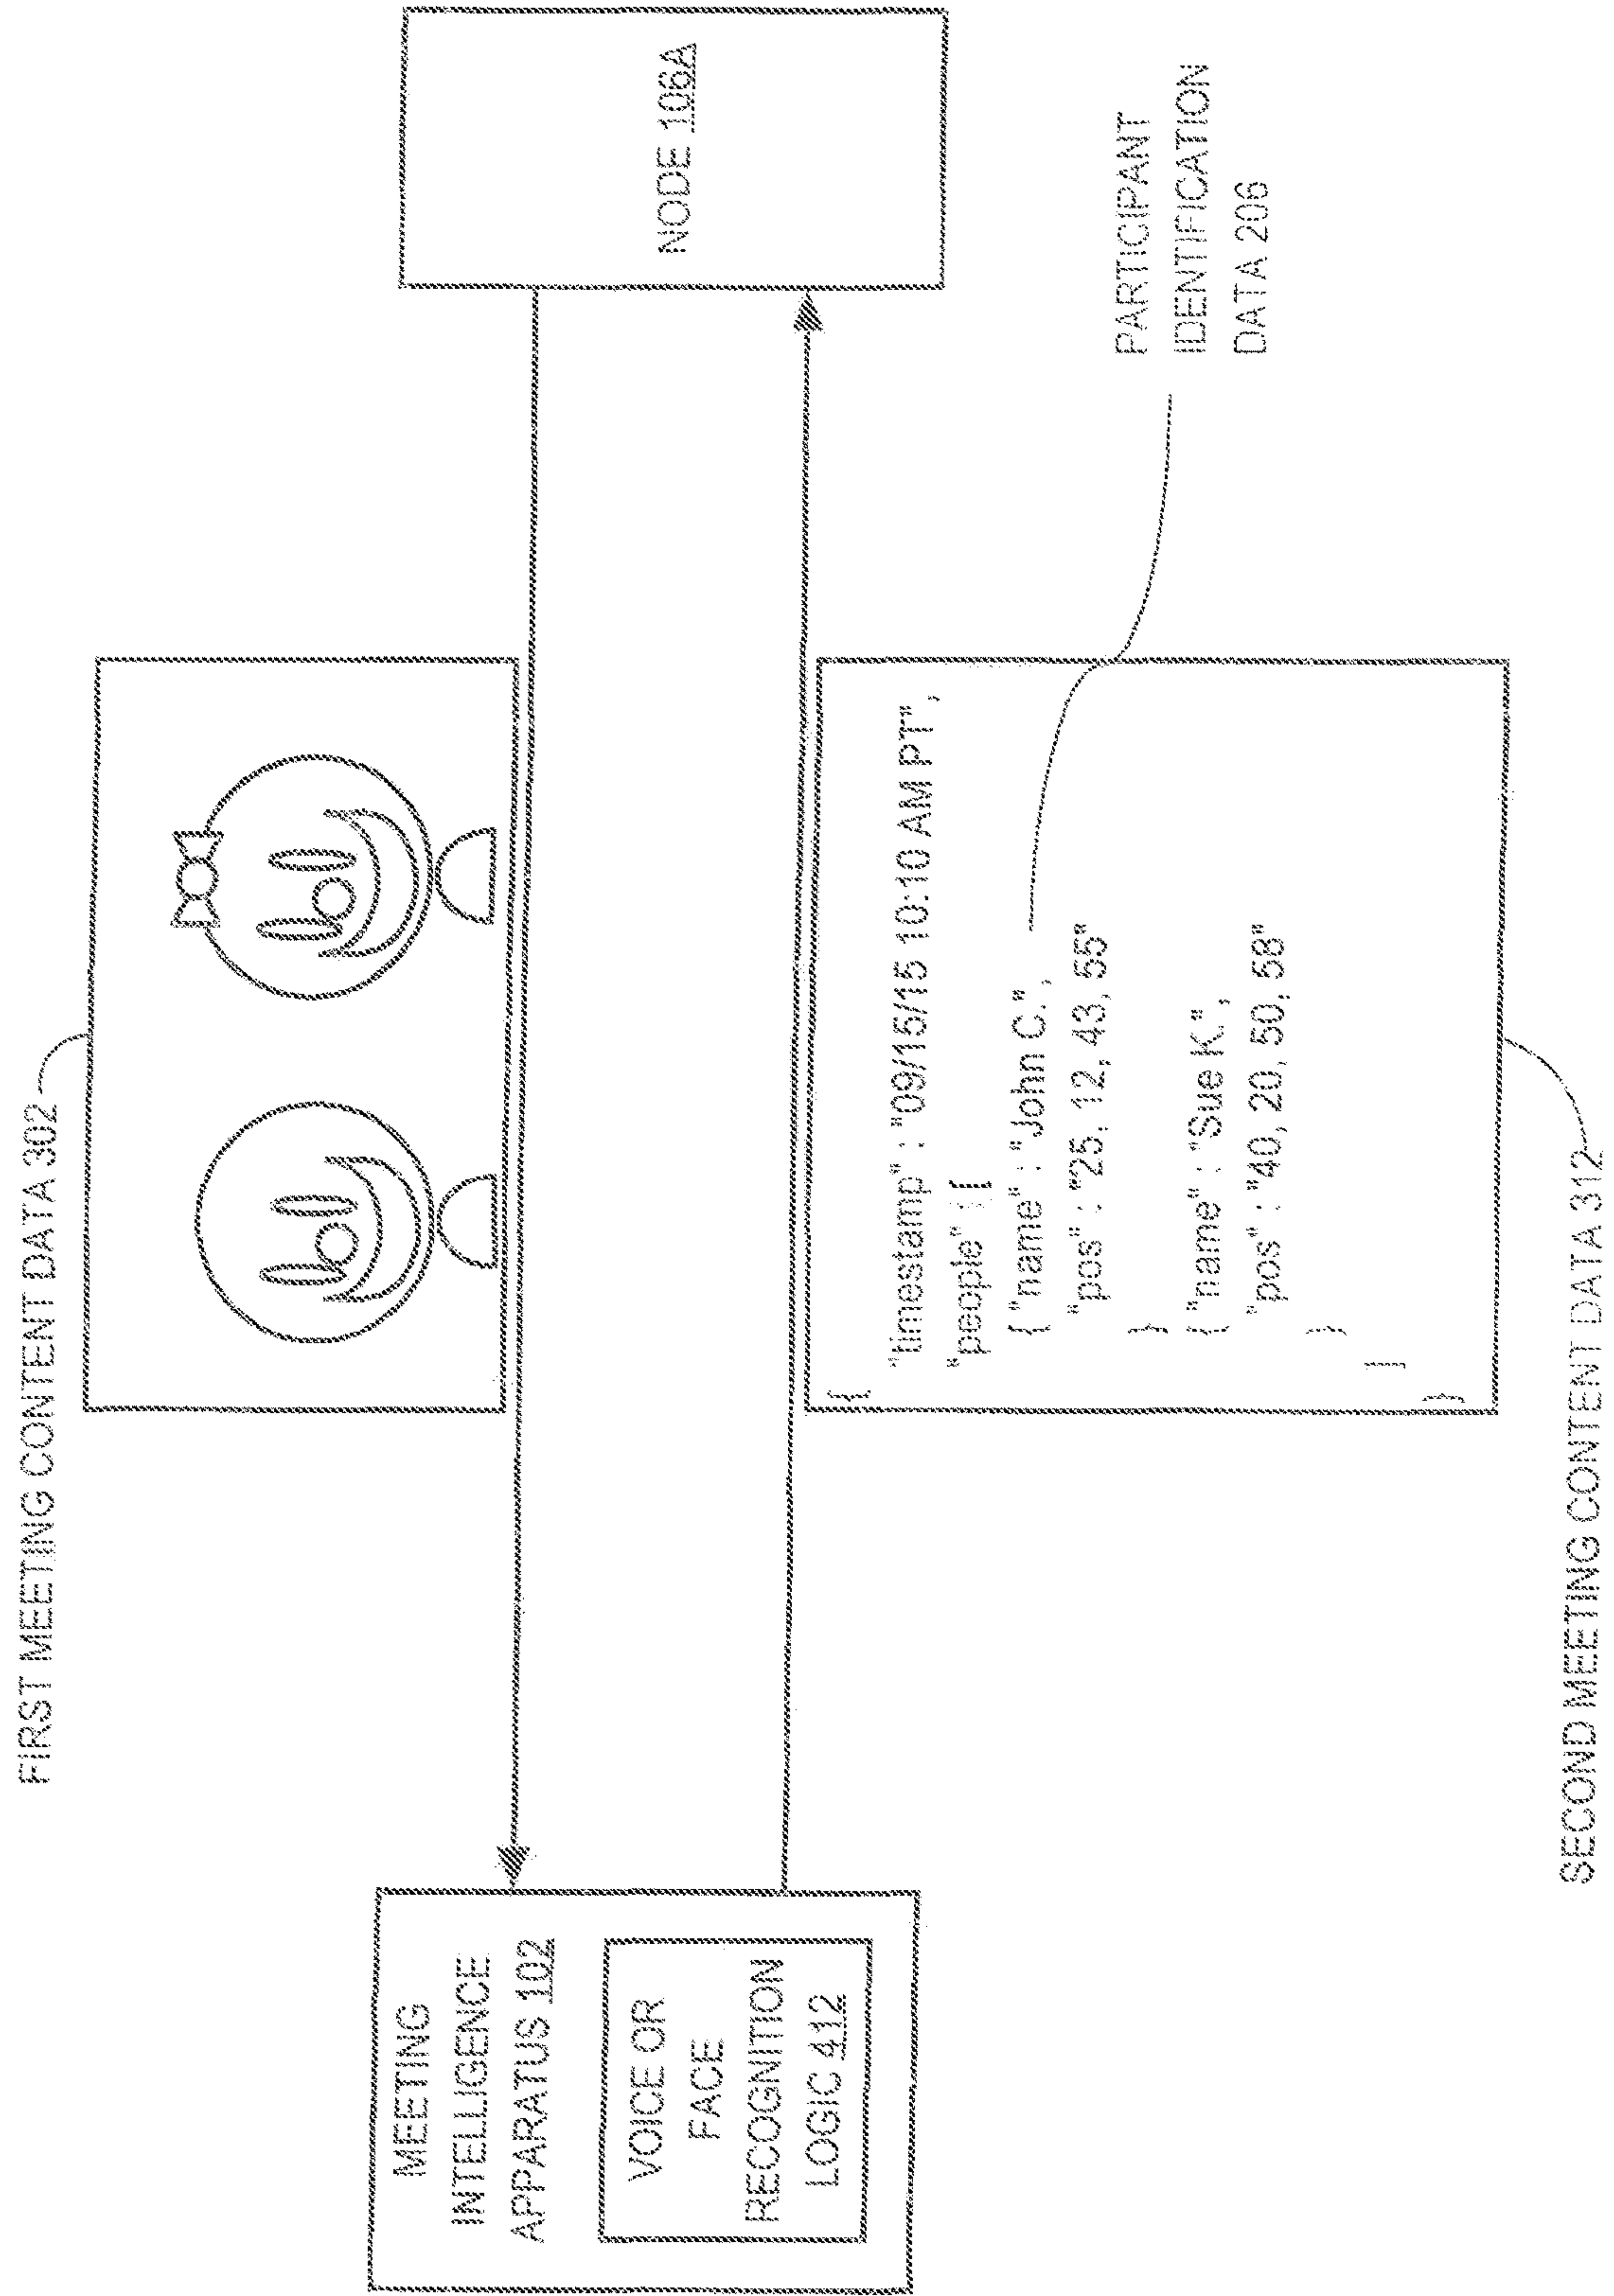 FIRST MEETING CONTENT DATA 302
MEETING
INTELLIGENCE
APPARATUS 102
VOICE OR
FACE
RECOGNITION
LOGIC 412
NODE 106A
{
"timestamp" : "09/15/15 10:10 AM PT",
"people" : [
{ "name" : "John C.",
"pos" : "25, 12, 43, 55"
}
{ "name" : "Sue K.",
"pos" : "40, 20, 50, 58"
}
]
}
PARTICIPANT
IDENTIFICATION
DATA 206
SECOND MEETING CONTENT DATA 312